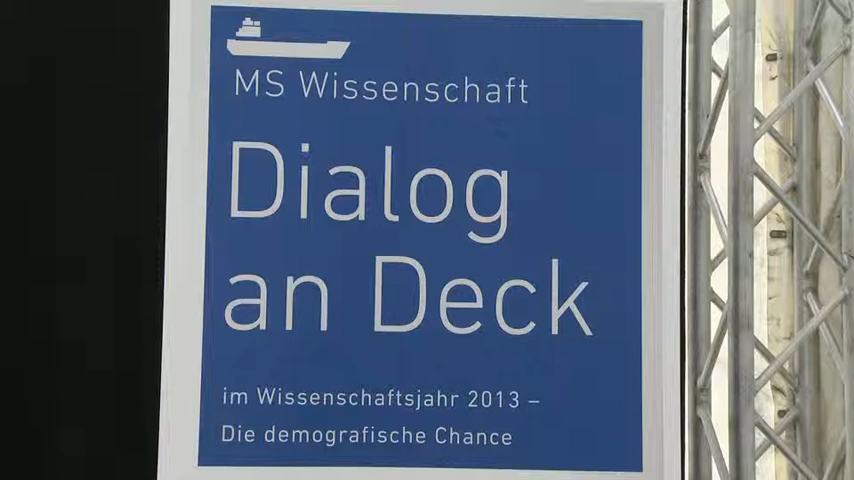 MS Wissenschaft
Dialog
an Deck
im Wissenschaftsjahr 2013 –
Die demografische Chance